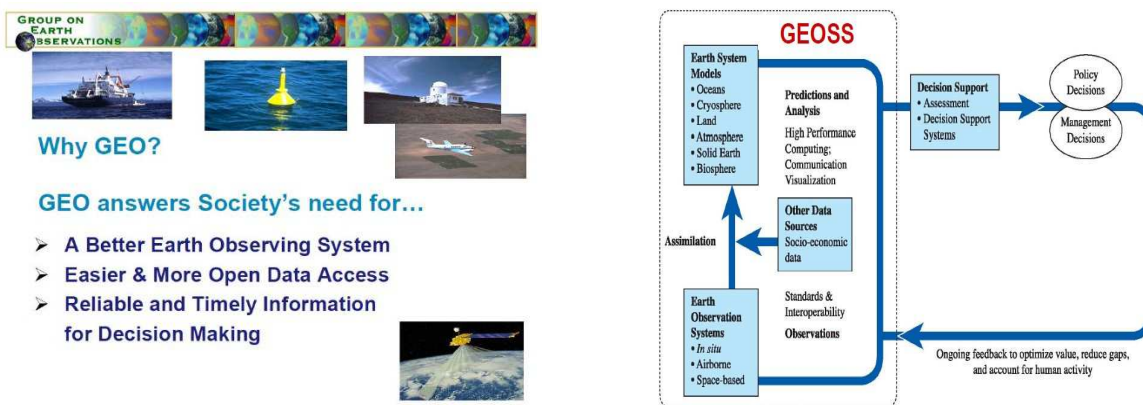 GROUP ON
EARTH
OBSERVATIONS
Why GEO?
GEO answers Society's need for…
➢ A Better Earth Observing System
➢ Easier & More Open Data Access
➢ Reliable and Timely Information
for Decision Making
GEOSS
Earth System
Models
• Oceans
• Cryosphere
• Land
• Atmosphere
• Solid Earth
• Biosphere
Predictions and
Analysis
High Performance
Computing;
Communication
Visualization
Other Data
Sources
Socio-economic
data
Assimilation
Earth
Observation
Systems
• In situ
• Airborne
• Space-based
Standards &
Interoperability
Observations
Decision Support
• Assessment
• Decision Support
Systems
Policy
Decisions
Management
Decisions
Ongoing feedback to optimize value, reduce gaps,
and account for human activity